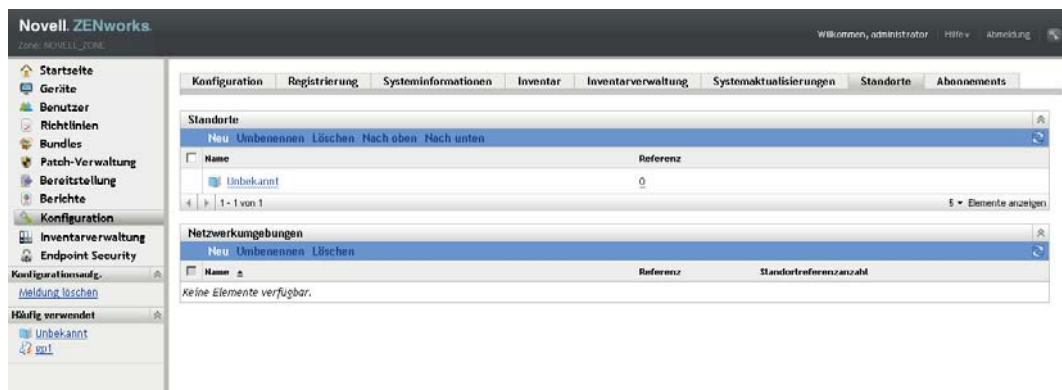 Novell. ZENworks.
Zone: NOVELL_ZONE
Willkommen, administrator Hilfe Abmeldung
Startseite
Geräte
Benutzer
Richtlinien
Bundles
Patch-Verwaltung
Bereitstellung
Berichte
Konfiguration
Inventarverwaltung
Endpoint Security
Konfigurationsaufg.
Meldung löschen
Häufig verwendet
Unbekannt
gp1
Konfiguration Registrierung Systeminformationen Inventar Inventarverwaltung Systemaktualisierungen Standorte Abonnements
Standorte
Neu Umbenennen Löschen Nach oben Nach unten
Name Referenz
Unbekannt 0
1 - 1 von 1 5 Elemente anzeigen
Netzwerkumgebungen
Neu Umbenennen Löschen
Name Referenz Standortreferenzanzahl
Keine Elemente verfügbar.